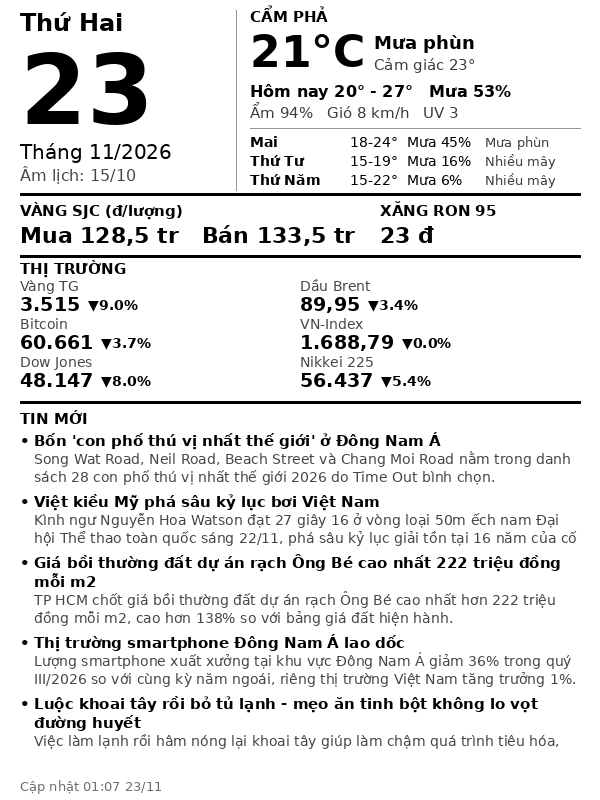 Thứ Hai
23
Tháng 11/2026
Âm lịch: 15/10
CẨM PHẢ
21°C Mưa phùn
Cảm giác 23°
Hôm nay 20° - 27° Mưa 53%
Ẩm 94% Gió 8 km/h UV 3
Mai 18-24° Mưa 45% Mưa phùn
Thứ Tư 15-19° Mưa 16% Nhiều mây
Thứ Năm 15-22° Mưa 6% Nhiều mây
VÀNG SJC (đ/lượng)
Mua 128,5 tr Bán 133,5 tr
XĂNG RON 95
23 đ
THỊ TRƯỜNG
Vàng TG
3.515 ▼9.0%
Dầu Brent
89,95 ▼3.4%
Bitcoin
60.661 ▼3.7%
VN-Index
1.688,79 ▼0.0%
Dow Jones
48.147 ▼8.0%
Nikkei 225
56.437 ▼5.4%
TIN MỚI
• Bốn 'con phố thú vị nhất thế giới' ở Đông Nam Á
Song Wat Road, Neil Road, Beach Street và Chang Moi Road nằm trong danh
sách 28 con phố thú vị nhất thế giới 2026 do Time Out bình chọn.
• Việt kiều Mỹ phá sâu kỷ lục bơi Việt Nam
Kình ngư Nguyễn Hoa Watson đạt 27 giây 16 ở vòng loại 50m ếch nam Đại
hội Thể thao toàn quốc sáng 22/11, phá sâu kỷ lục giải tồn tại 16 năm của cố
• Giá bồi thường đất dự án rạch Ông Bé cao nhất 222 triệu đồng
mỗi m2
TP HCM chốt giá bồi thường đất dự án rạch Ông Bé cao nhất hơn 222 triệu
đồng mỗi m2, cao hơn 138% so với bảng giá đất hiện hành.
• Thị trường smartphone Đông Nam Á lao dốc
Lượng smartphone xuất xưởng tại khu vực Đông Nam Á giảm 36% trong quý
III/2026 so với cùng kỳ năm ngoái, riêng thị trường Việt Nam tăng trưởng 1%.
• Luộc khoai tây rồi bỏ tủ lạnh - mẹo ăn tinh bột không lo vọt
đường huyết
Việc làm lạnh rồi hâm nóng lại khoai tây giúp làm chậm quá trình tiêu hóa,
Cập nhật 01:07 23/11